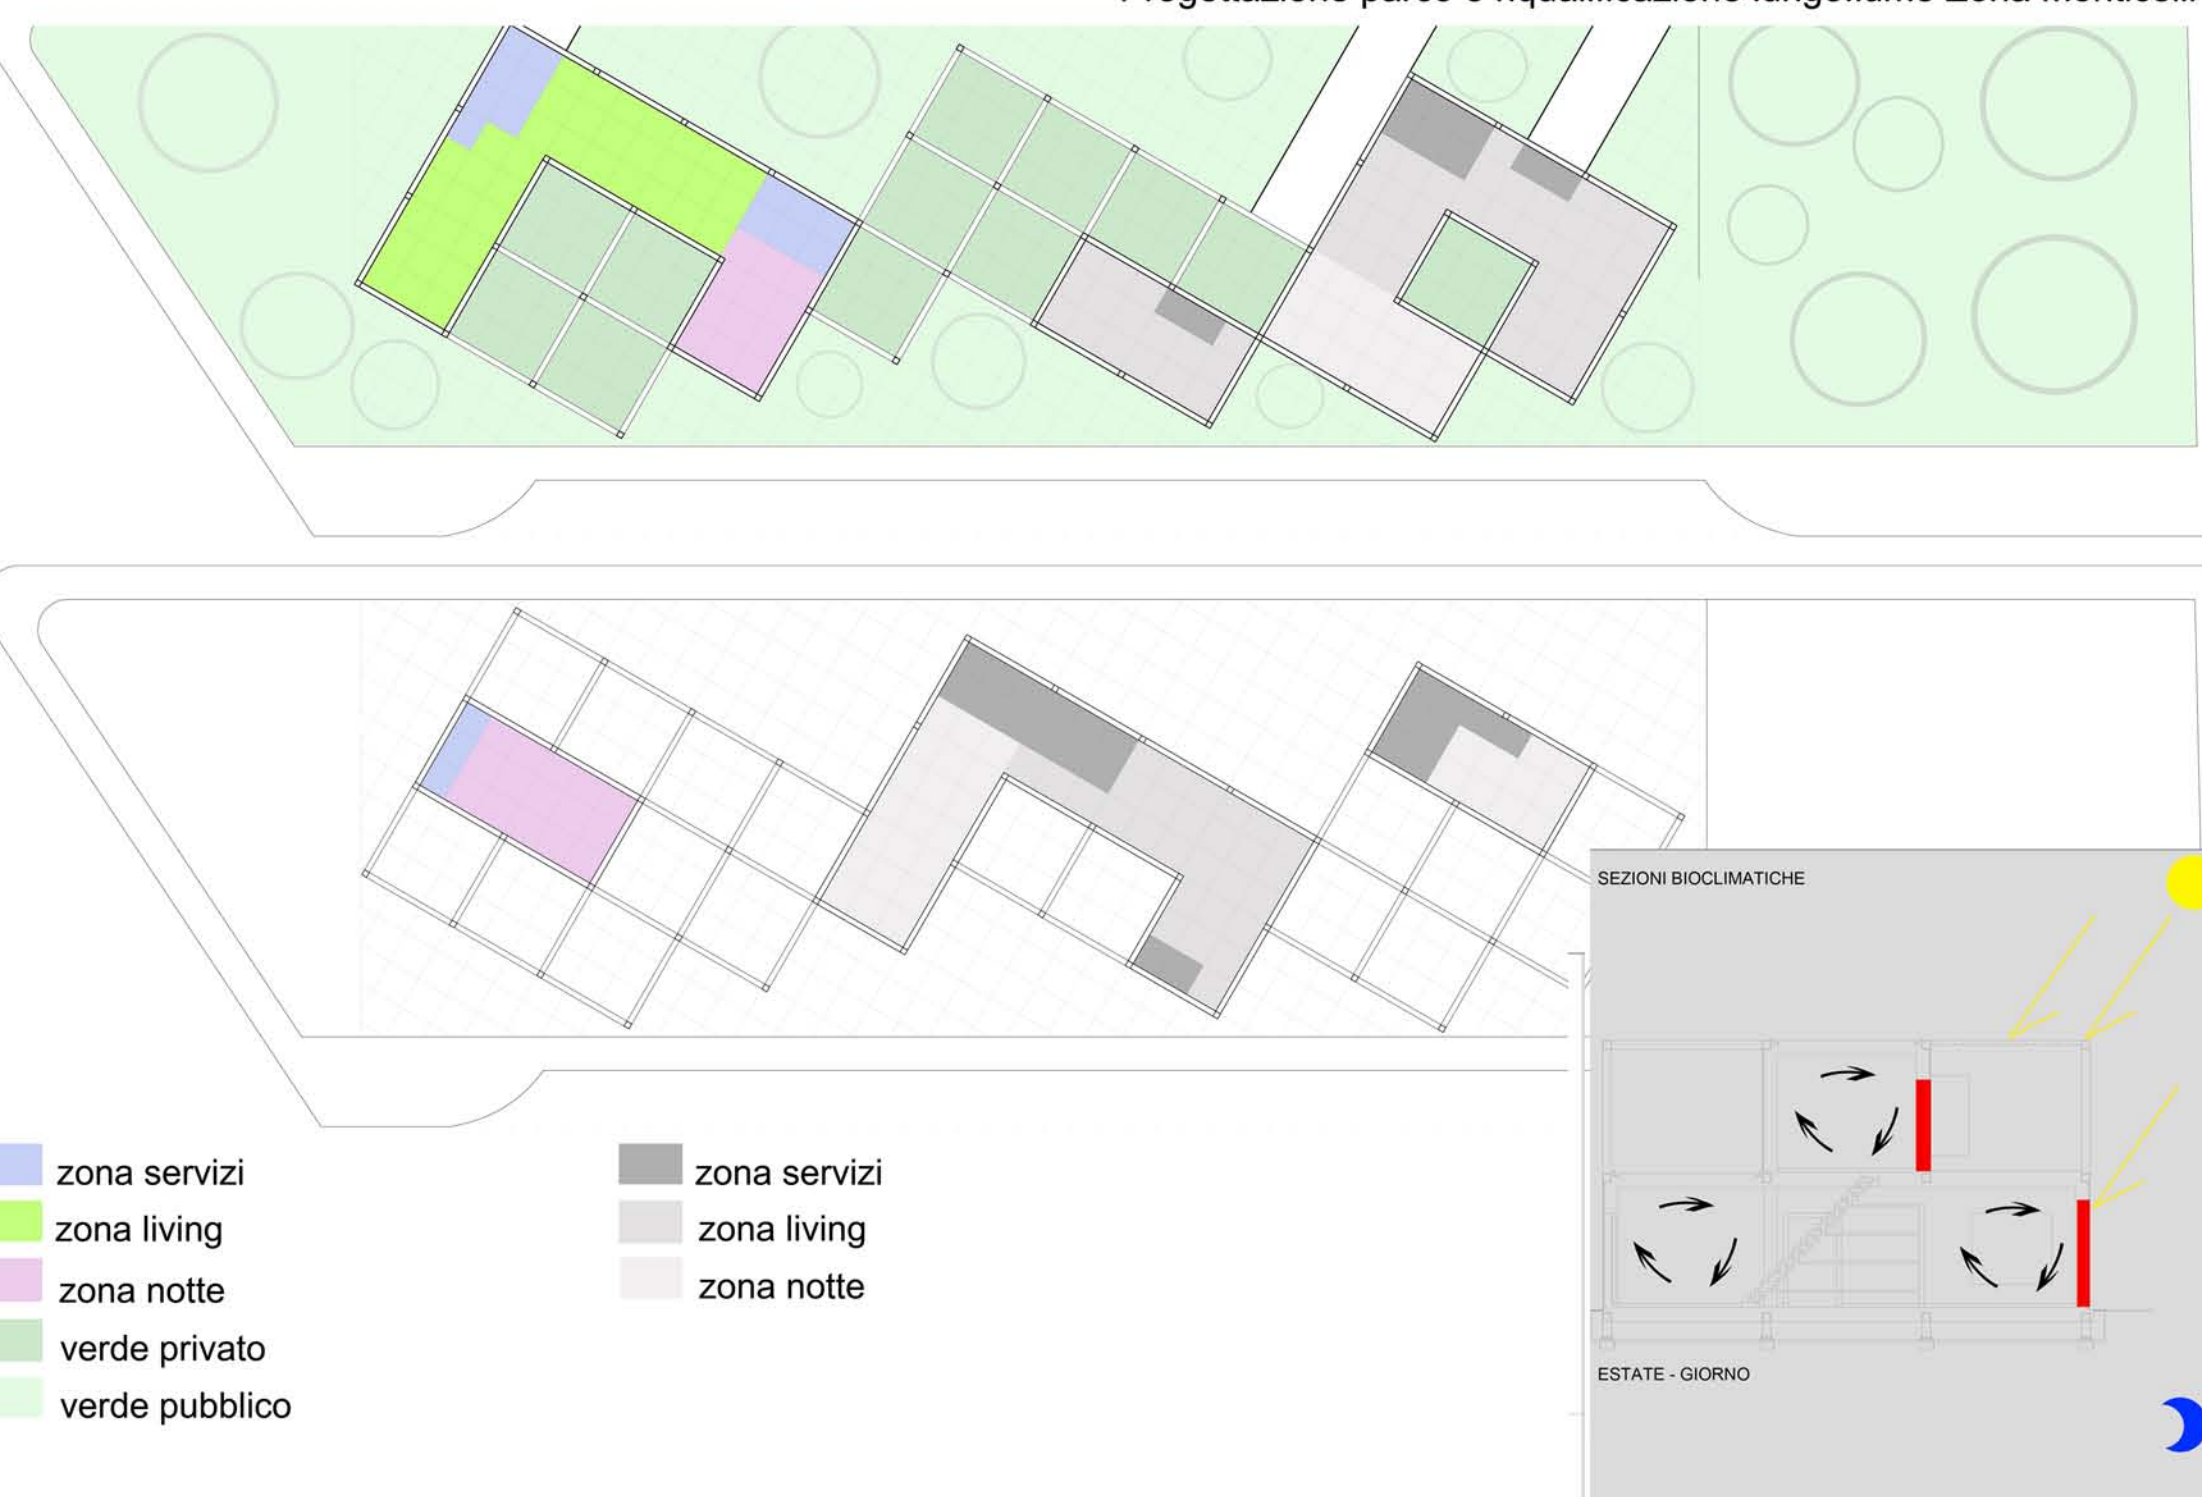 zona servizi
zona living
zona notte
verde privato
verde pubblico
zona servizi
zona living
zona notte
SEZIONI BIOCLIMATICHE
ESTATE - GIORNO